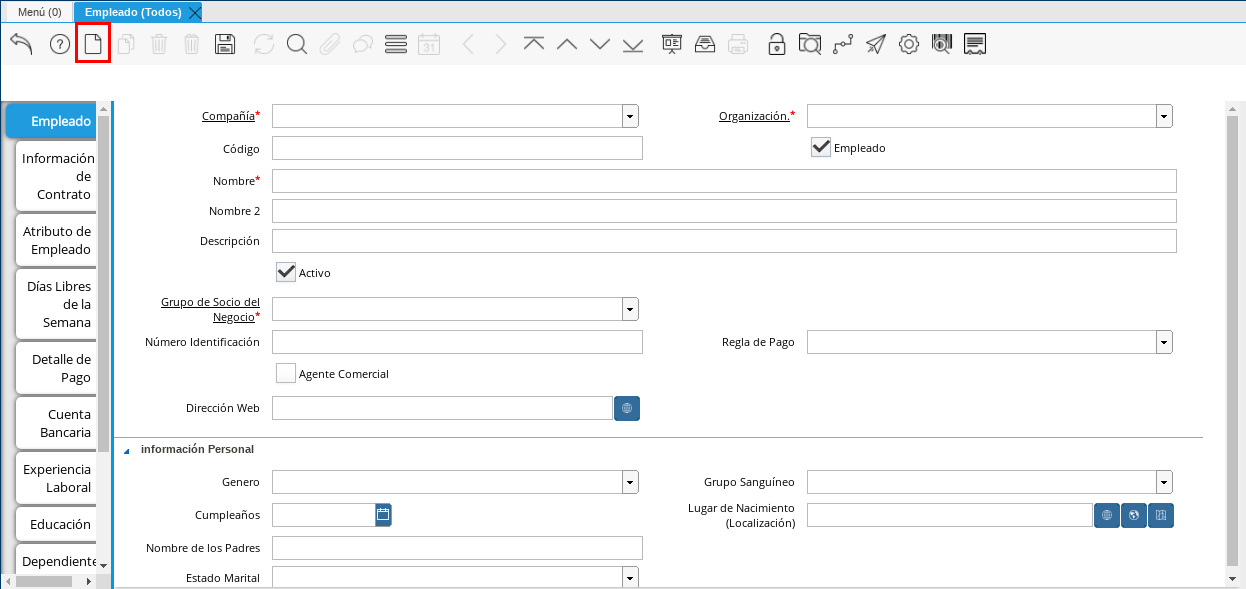 Menú (0)
Empleado (Todos)
?
31
Empleado
Información
de
Contrato
Atributo de
Empleado
Días Libres
de la
Semana
Detalle de
Pago
Cuenta
Bancaria
Experiencia
Laboral
Educación
Dependiente
Compañía*
Organización.*
Código
Empleado
Nombre*
Nombre 2
Descripción
Activo
Grupo de Socio del
Negocio*
Número Identificación
Regla de Pago
Agente Comercial
Dirección Web
información Personal
Genero
Grupo Sanguíneo
Cumpleaños
Lugar de Nacimiento
(Localización)
Nombre de los Padres
Estado Marital